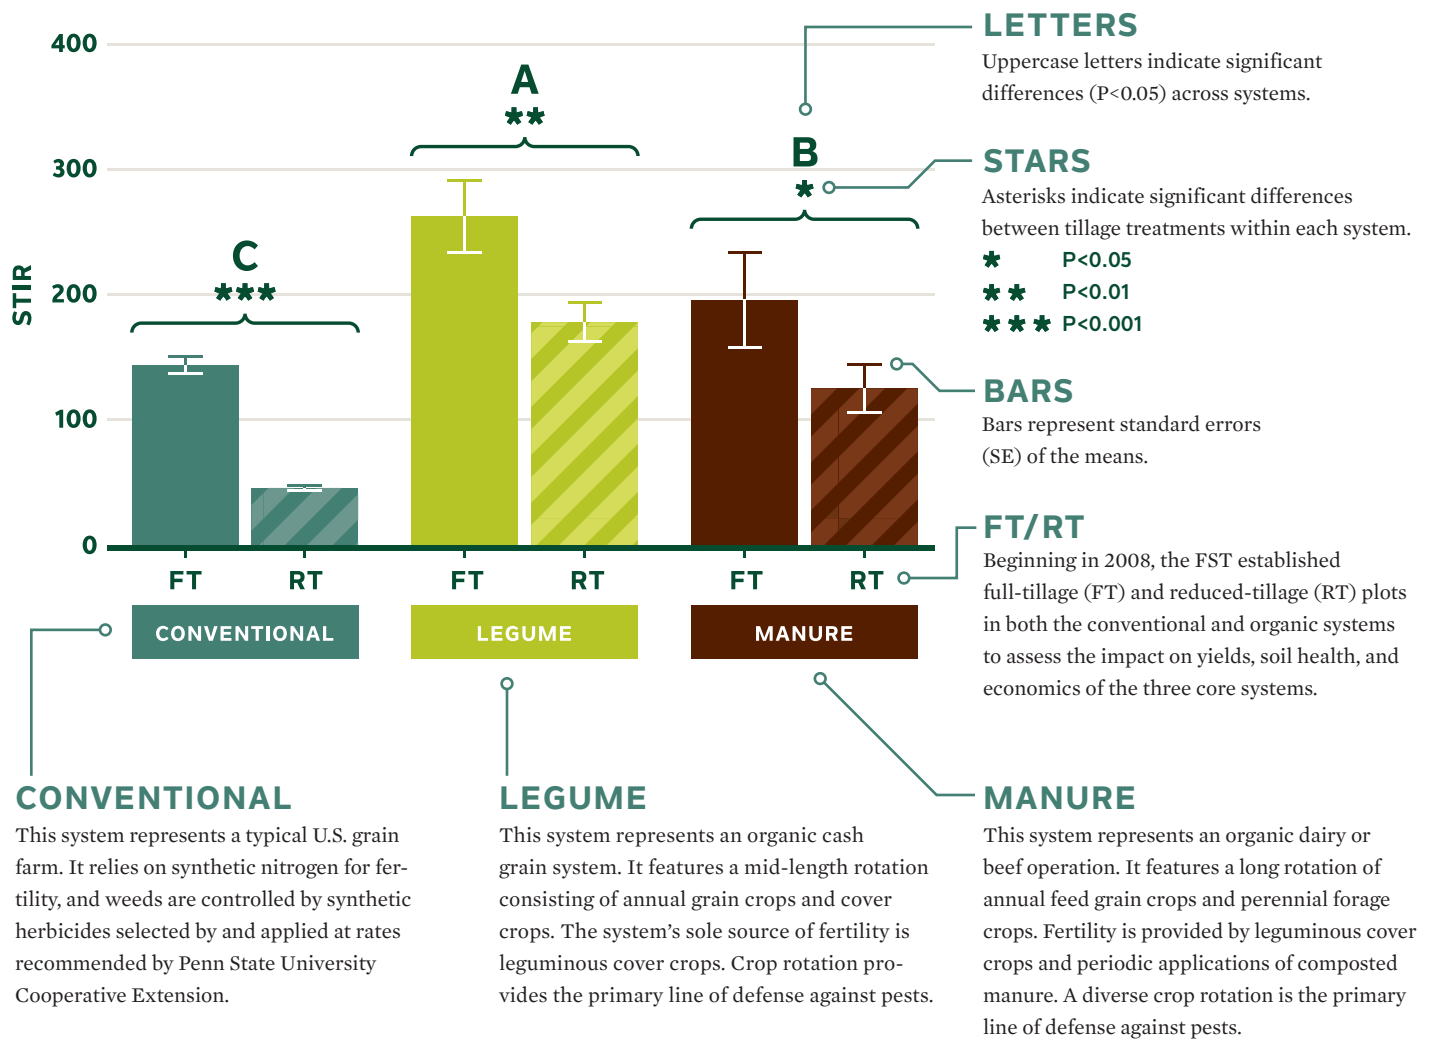 400
300
200
100
0
STIR
C
***
A
**
B
*
FT
RT
FT
RT
FT
RT
CONVENTIONAL
LEGUME
MANURE
LETTERS
Uppercase letters indicate significant
differences (P<0.05) across systems.
STARS
Asterisks indicate significant differences
between tillage treatments within each system.
* P<0.05
** P<0.01
*** P<0.001
BARS
Bars represent standard errors
(SE) of the means.
FT/RT
Beginning in 2008, the FST established
full-tillage (FT) and reduced-tillage (RT) plots
in both the conventional and organic systems
to assess the impact on yields, soil health, and
economics of the three core systems.
CONVENTIONAL
This system represents a typical U.S. grain
farm. It relies on synthetic nitrogen for fer-
tility, and weeds are controlled by synthetic
herbicides selected by and applied at rates
recommended by Penn State University
Cooperative Extension.
LEGUME
This system represents an organic cash
grain system. It features a mid-length rotation
consisting of annual grain crops and cover
crops. The system's sole source of fertility is
leguminous cover crops. Crop rotation pro-
vides the primary line of defense against pests.
MANURE
This system represents an organic dairy or
beef operation. It features a long rotation of
annual feed grain crops and perennial forage
crops. Fertility is provided by leguminous cover
crops and periodic applications of composted
manure. A diverse crop rotation is the primary
line of defense against pests.